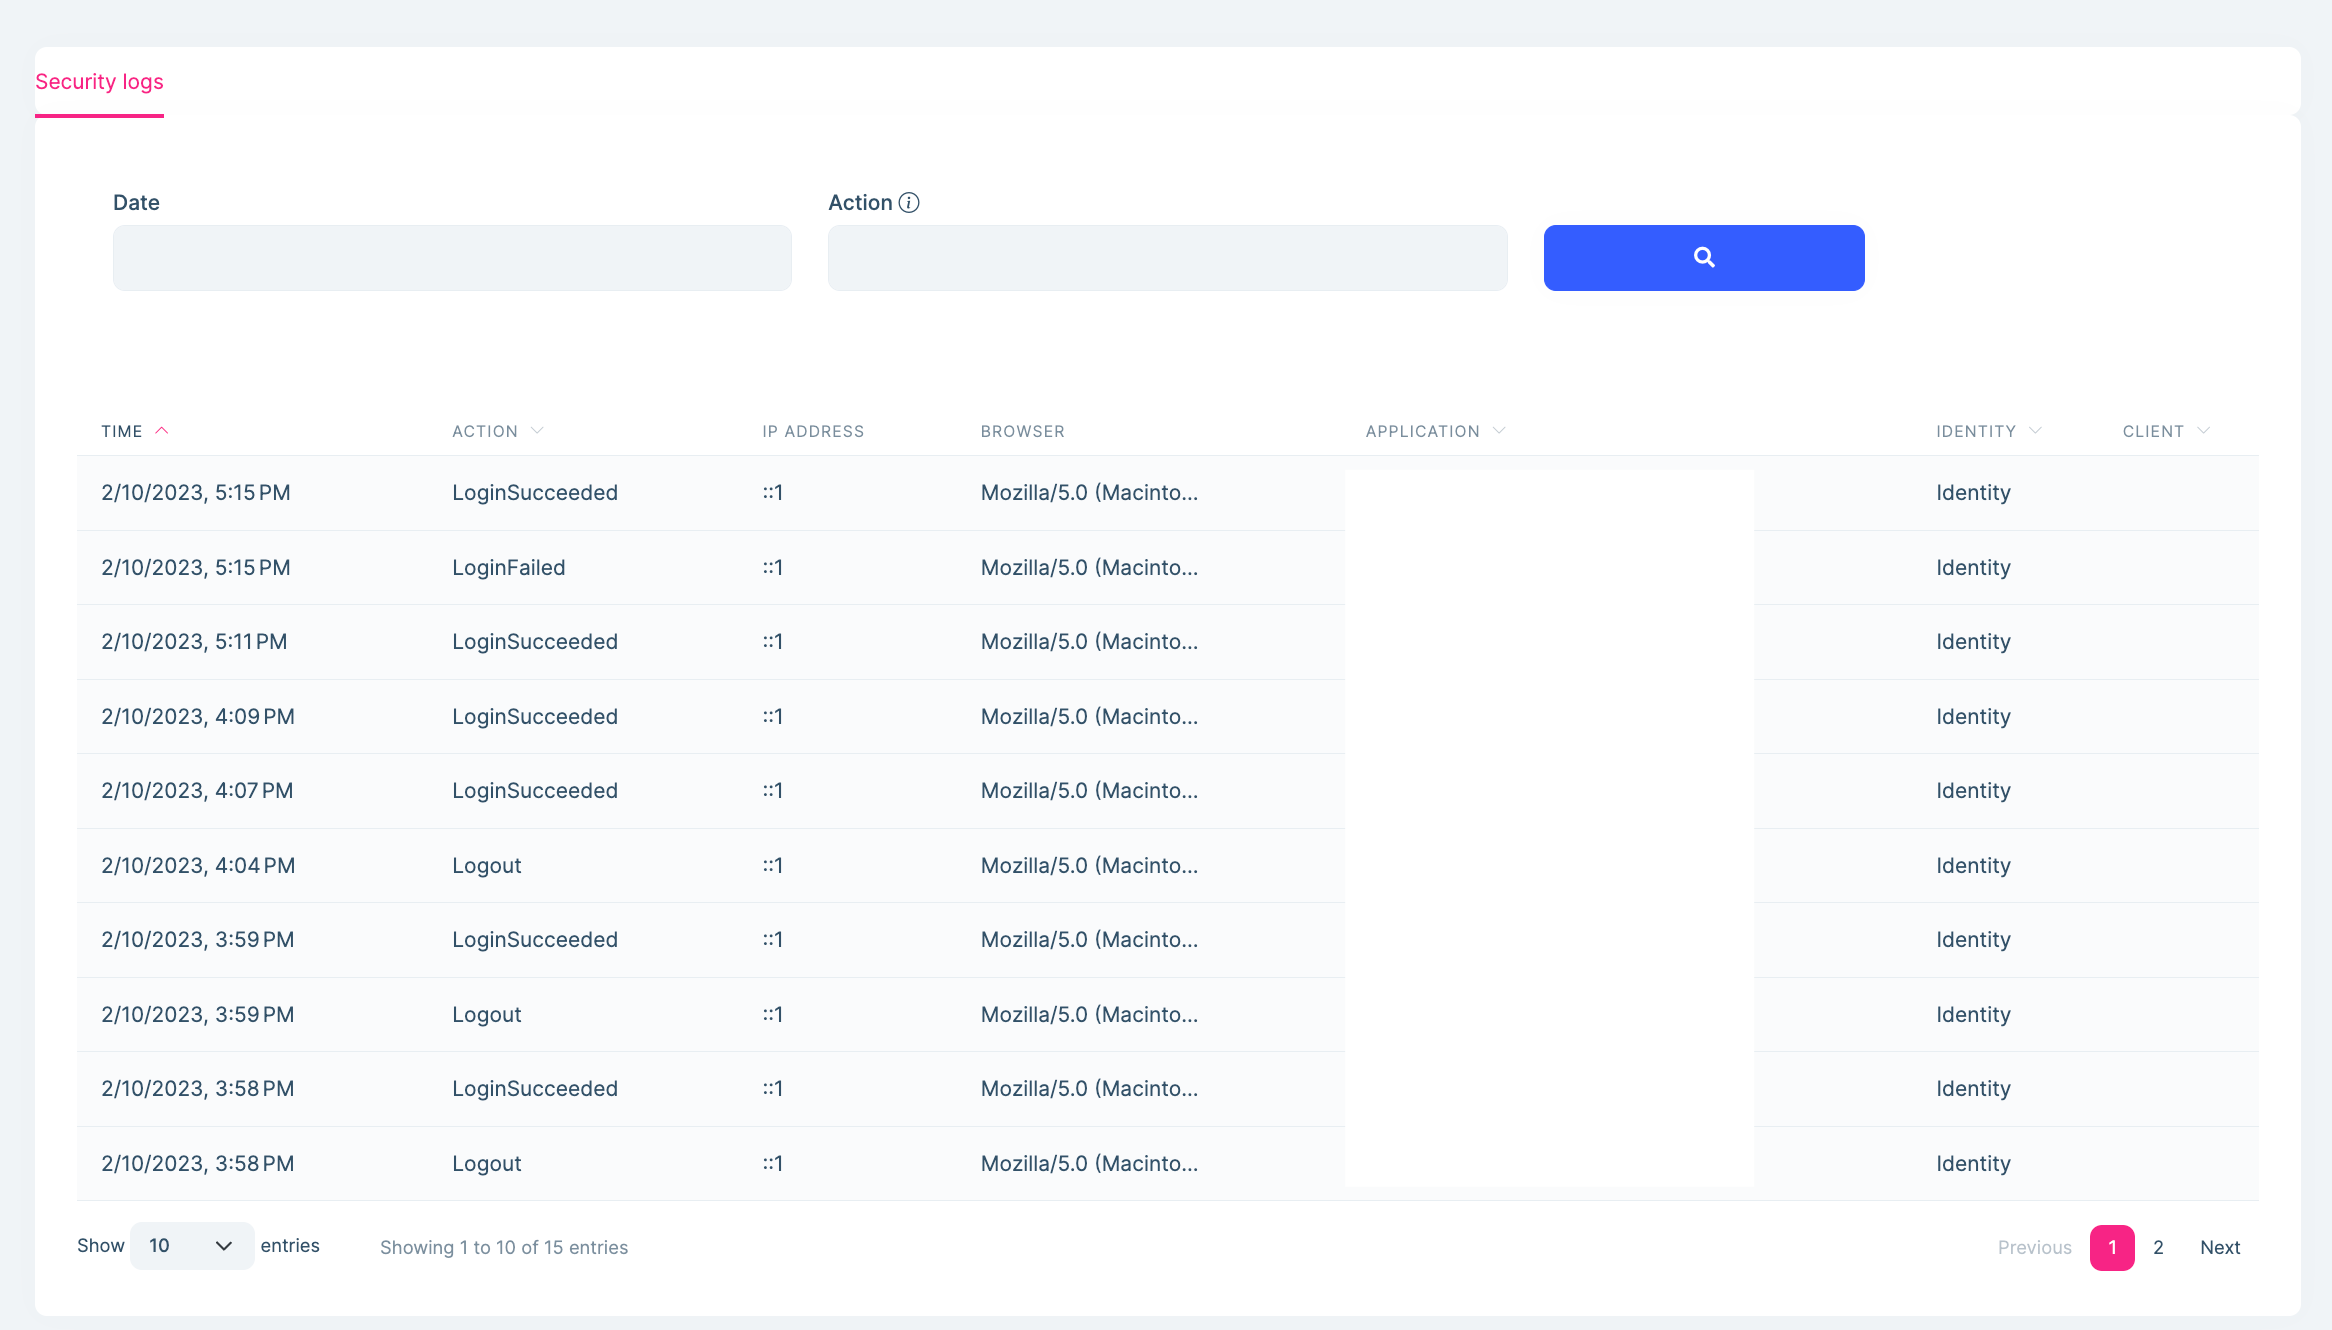 Security logs
Date Action
TIME ACTION IP ADDRESS BROWSER APPLICATION IDENTITY CLIENT
2/10/2023, 5:15 PM LoginSucceeded ::1 Mozilla/5.0 (Macinto... Identity
2/10/2023, 5:15 PM LoginFailed ::1 Mozilla/5.0 (Macinto... Identity
2/10/2023, 5:11 PM LoginSucceeded ::1 Mozilla/5.0 (Macinto... Identity
2/10/2023, 4:09 PM LoginSucceeded ::1 Mozilla/5.0 (Macinto... Identity
2/10/2023, 4:07 PM LoginSucceeded ::1 Mozilla/5.0 (Macinto... Identity
2/10/2023, 4:04 PM Logout ::1 Mozilla/5.0 (Macinto... Identity
2/10/2023, 3:59 PM LoginSucceeded ::1 Mozilla/5.0 (Macinto... Identity
2/10/2023, 3:59 PM Logout ::1 Mozilla/5.0 (Macinto... Identity
2/10/2023, 3:58 PM LoginSucceeded ::1 Mozilla/5.0 (Macinto... Identity
2/10/2023, 3:58 PM Logout ::1 Mozilla/5.0 (Macinto... Identity
Show 10 entries Showing 1 to 10 of 15 entries Previous 1 2 Next